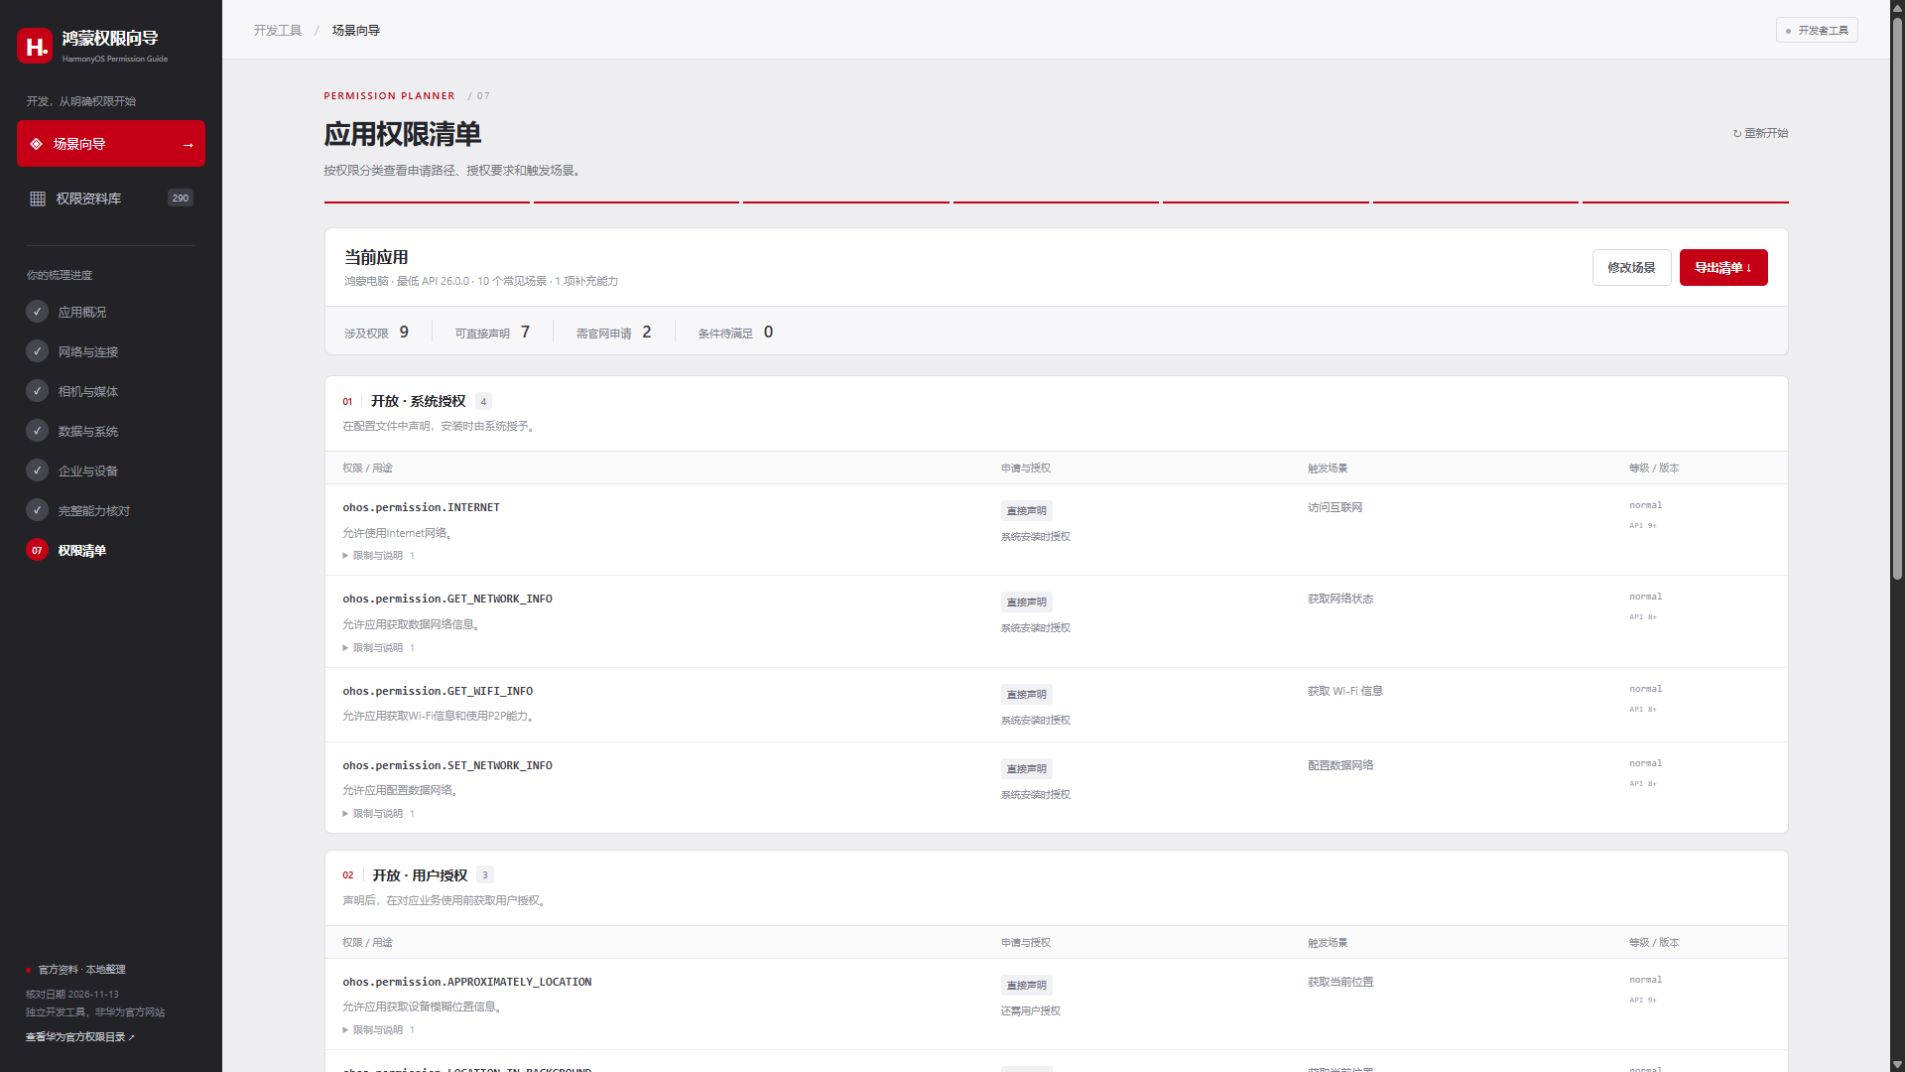 H.
鸿蒙权限向导
HarmonyOS Permission Guide
开发，从明确权限开始
场景向导 →
权限资料库 290
你的梳理进度
✓ 应用概况
✓ 网络与连接
✓ 相机与媒体
✓ 数据与系统
✓ 企业与设备
✓ 完整能力核对
07 权限清单
官方资料 · 本地整理
核对日期 2026-11-13
独立开发工具，非华为官方网站
查看华为官方权限目录 ↗
开发工具 / 场景向导
开发者工具
PERMISSION PLANNER / 07
应用权限清单
↻ 重新开始
按权限分类查看申请路径、授权要求和触发场景。
当前应用
鸿蒙电脑 · 最低 API 26.0.0 · 10 个常见场景 · 1 项补充能力
修改场景
导出清单 ↓
涉及权限 9
可直接声明 7
需官网申请 2
条件待满足 0
01 开放 · 系统授权 4
在配置文件中声明，安装时由系统授予。
权限 / 用途 申请与授权 触发场景 等级 / 版本
ohos.permission.INTERNET 直接声明 访问互联网 normal
允许使用Internet网络。 系统安装时授权 API 9+
▶ 限制与说明 1
ohos.permission.GET_NETWORK_INFO 直接声明 获取网络状态 normal
允许应用获取数据网络信息。 系统安装时授权 API 8+
▶ 限制与说明 1
ohos.permission.GET_WIFI_INFO 直接声明 获取 Wi-Fi 信息 normal
允许应用获取Wi-Fi信息和使用P2P能力。 系统安装时授权 API 8+
ohos.permission.SET_NETWORK_INFO 直接声明 配置数据网络 normal
允许应用配置数据网络。 系统安装时授权 API 8+
▶ 限制与说明 1
02 开放 · 用户授权 3
声明后，在对应业务使用前获取用户授权。
权限 / 用途 申请与授权 触发场景 等级 / 版本
ohos.permission.APPROXIMATELY_LOCATION 直接声明 获取当前位置 normal
允许应用获取设备模糊位置信息。 还需用户授权 API 9+
▶ 限制与说明 1
ohos.permission.LOCATION_IN_BACKGROUND 获取当前位置 normal